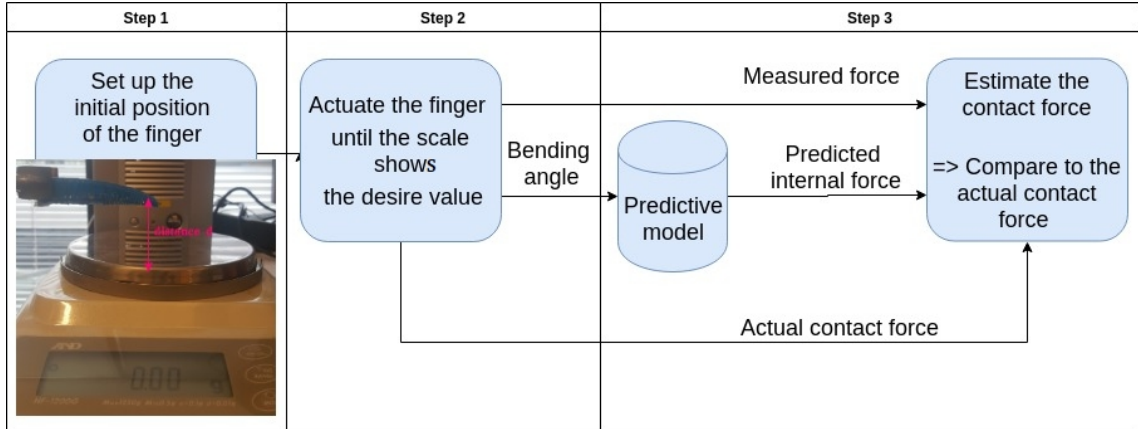 Step 1
Step 2
Step 3
Set up the
initial position
of the finger
distance d
AND
0.00
g
Actuate the finger
until the scale
shows
the desire value
Bending
angle
Measured force
Predictive
model
Predicted
internal force
Actual contact force
Estimate the
contact force
=> Compare to the
actual contact
force